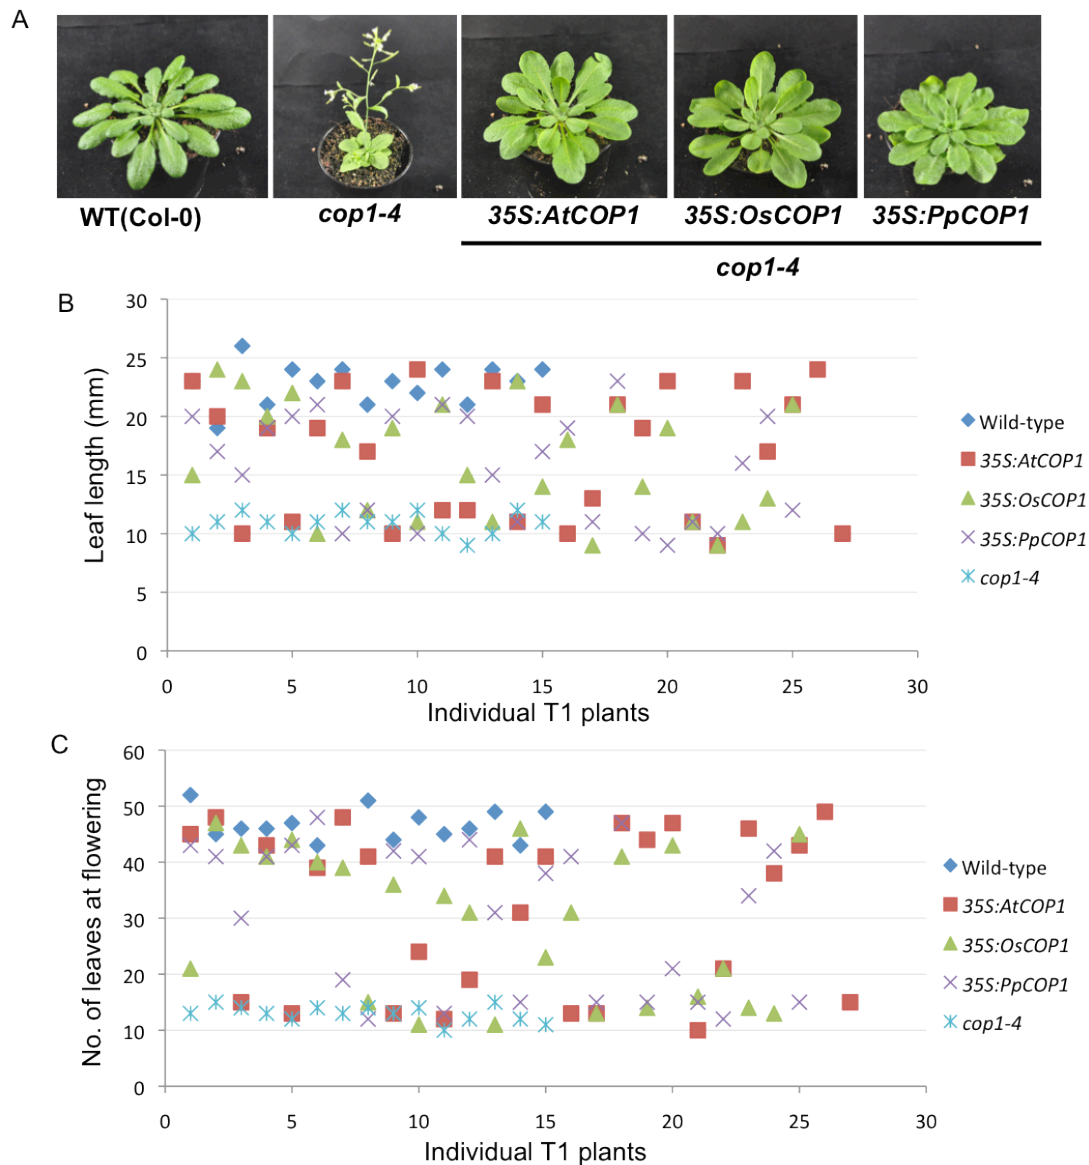 A
WT(Col-0)
cop1-4
35S:AtCOP1
35S:OsCOP1
35S:PpCOP1
cop1-4
B
Leaf length (mm)
30
25
20
15
10
5
0
0 5 10 15 20 25 30
Individual T1 plants
Wild-type
35S:AtCOP1
35S:OsCOP1
35S:PpCOP1
cop1-4
C
No. of leaves at flowering
60
50
40
30
20
10
0
0 5 10 15 20 25 30
Individual T1 plants
Wild-type
35S:AtCOP1
35S:OsCOP1
35S:PpCOP1
cop1-4